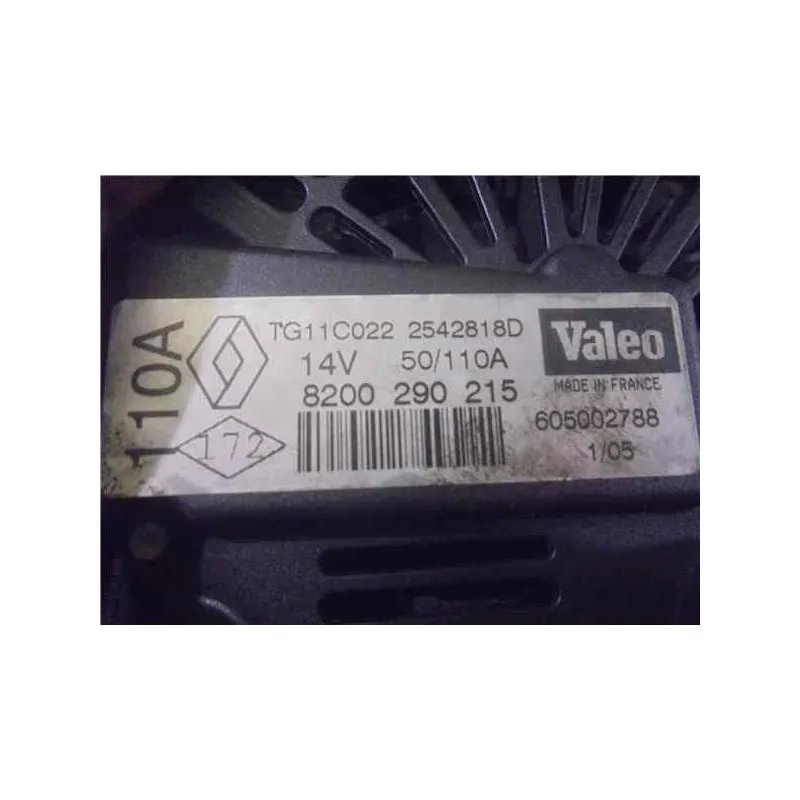 110A
TG11C022 2542818D
14V 50/110A
8200 290 215
172
Valeo
MADE IN FRANCE
605002788
1/05